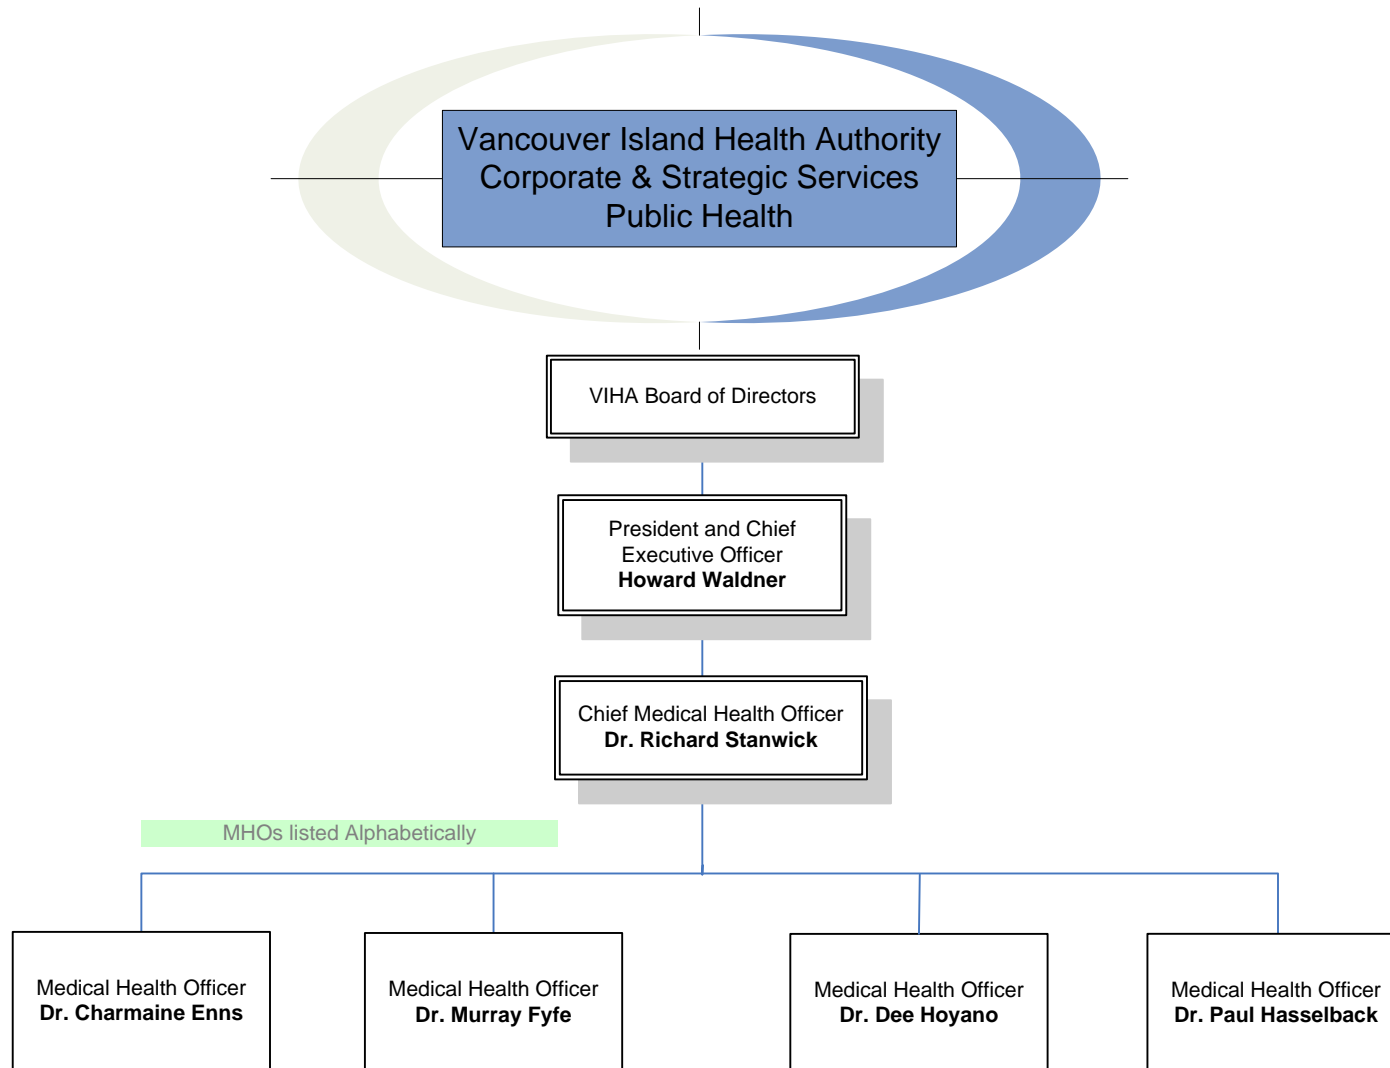 Vancouver Island Health Authority
Corporate & Strategic Services
Public Health
VIHA Board of Directors
President and Chief
Executive Officer
Howard Waldner
Chief Medical Health Officer
Dr. Richard Stanwick
MHOs listed Alphabetically
Medical Health Officer
Dr. Charmaine Enns
Medical Health Officer
Dr. Murray Fyfe
Medical Health Officer
Dr. Dee Hoyano
Medical Health Officer
Dr. Paul Hasselback